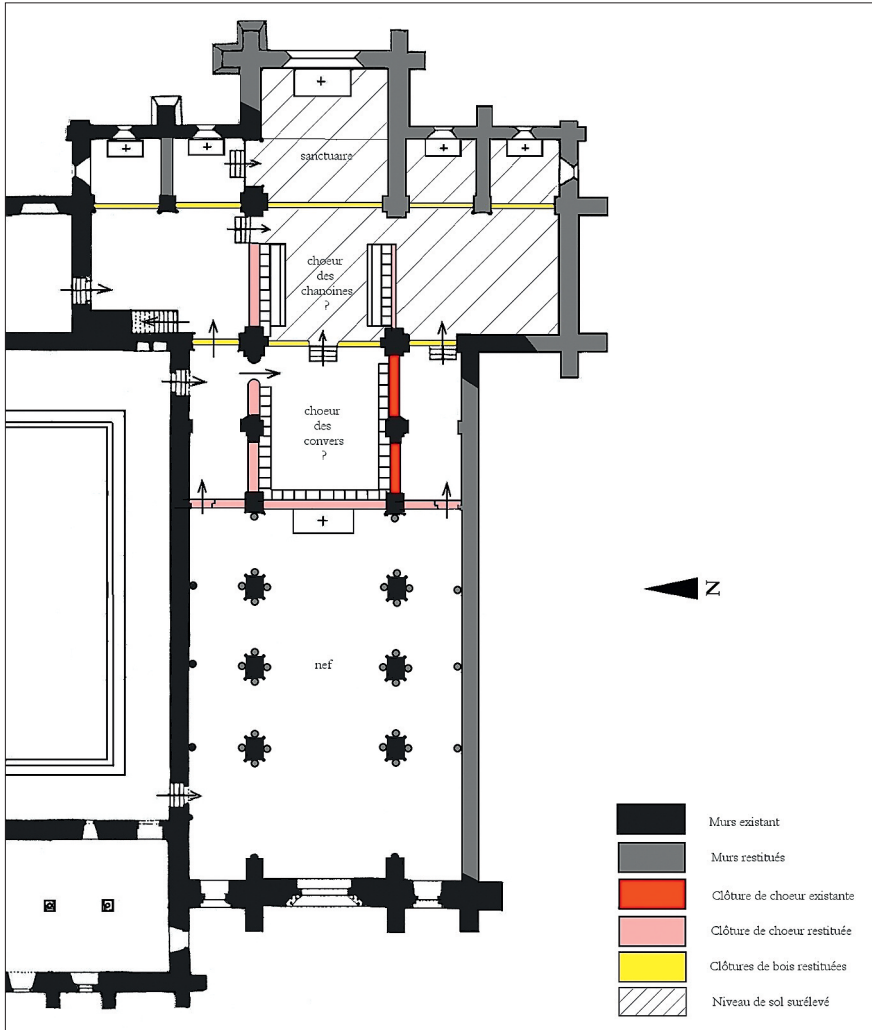 sanctuaire
choeur
des
chanoines
?
choeur
des
convers
?
N
nef
Murs existant
Murs restitués
Clôture de choeur existante
Clôture de choeur restituée
Clôtures de bois restituées
Niveau de sol surélevé